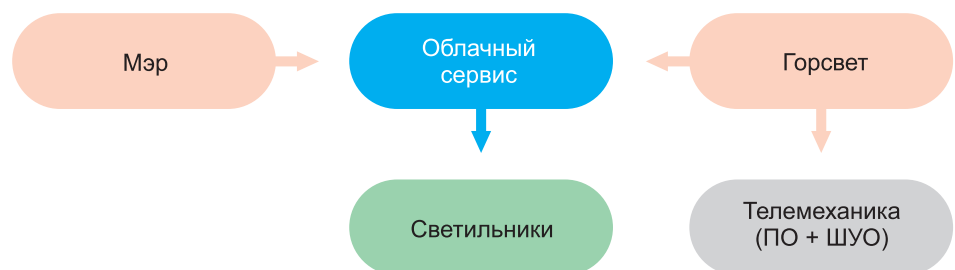 Мэр
Облачный
сервис
Горсвет
Светильники
Телемеханика
(ПО + ШУО)